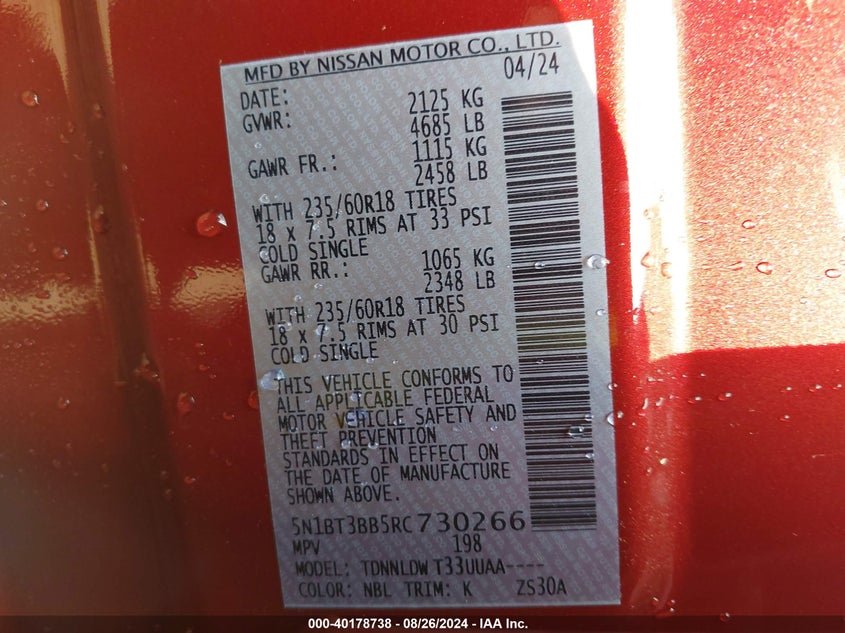 MFD BY NISSAN MOTOR CO., LTD.
DATE: 04/24
GVWR: 2125 KG
4685 LB
GAWR FR.: 1115 KG
2458 LB
WITH 235/60R18 TIRES
18 x 7.5 RIMS AT 33 PSI
COLD SINGLE
GAWR RR.: 1065 KG
2348 LB
WITH 235/60R18 TIRES
18 x 7.5 RIMS AT 30 PSI
COLD SINGLE
THIS VEHICLE CONFORMS TO
ALL APPLICABLE FEDERAL
MOTOR VEHICLE SAFETY AND
THEFT PREVENTION
STANDARDS IN EFFECT ON
THE DATE OF MANUFACTURE
SHOWN ABOVE.
5N1BT3BB5RC730266
MPV 198
MODEL: TDNNLDW T33UUAA----
COLOR: NBL TRIM: K ZS30A
000-40178738 - 08/26/2024 - IAA Inc.